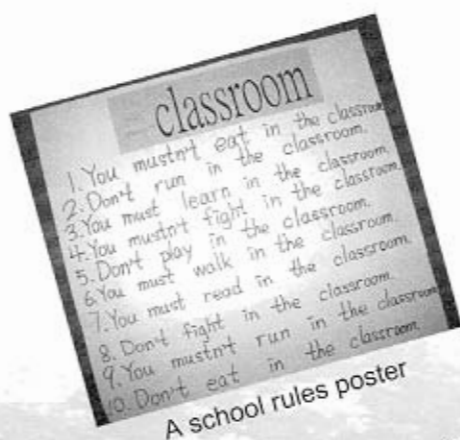 classroom
1. You mustn't eat in the classroom
2. Don't run in the classroom.
3. You must learn in the classroom.
4. You mustn't fight in the classroom
5. Don't play in the classroom.
6. You must walk in the classroom.
7. You must read in the classroom.
8. Don't fight in the classroom.
9. You mustn't run in the classroom
10. Don't eat in the classroom.
A school rules poster